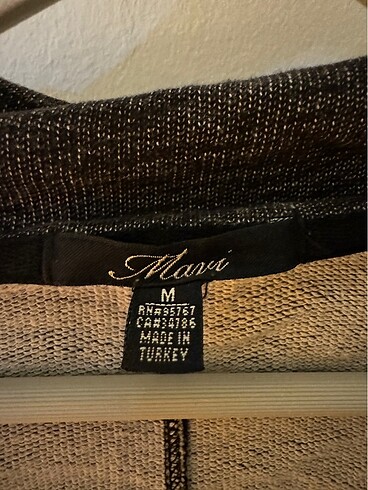 Mavi
M
RN#95767
CA#34786
MADE IN
TURKEY